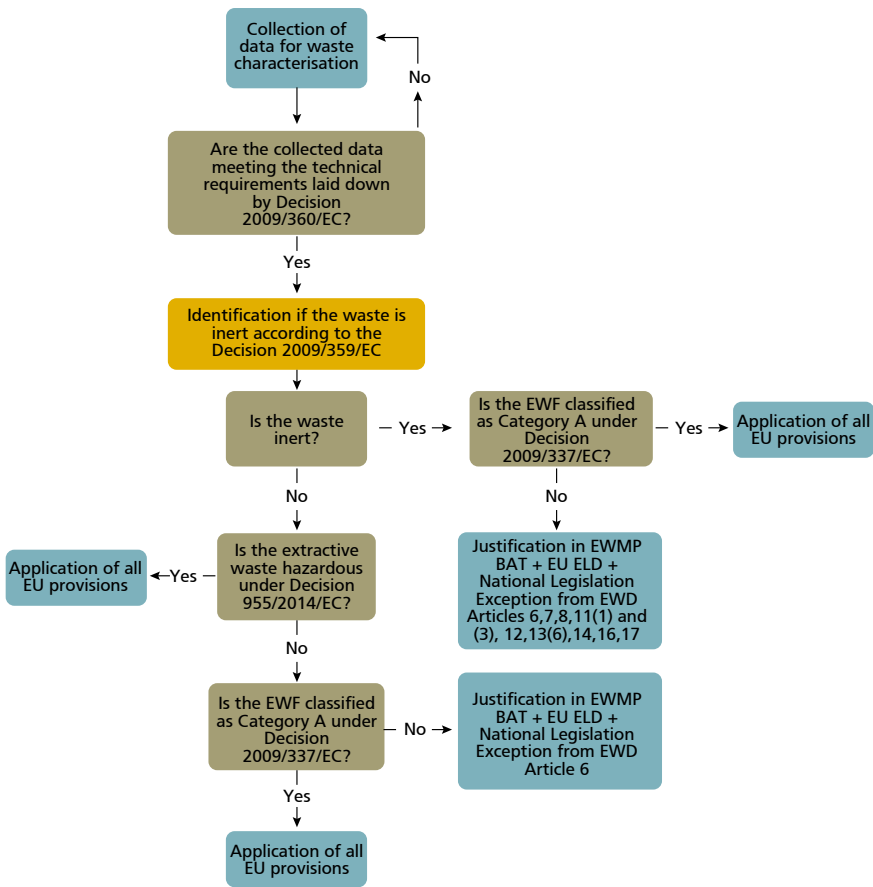 Collection of
data for waste
characterisation
No
Are the collected data
meeting the technical
requirements laid down
by Decision
2009/360/EC?
Yes
Identification if the waste is
inert according to the
Decision 2009/359/EC
Is the waste
inert?
Yes
Is the EWF classified
as Category A under
Decision
2009/337/EC?
Yes
Application of all
EU provisions
No
No
Justification in EWMP
BAT + EU ELD +
National Legislation
Exception from EWD
Articles 6,7,8,11(1) and
(3), 12,13(6),14,16,17
Is the extractive
waste hazardous
under Decision
955/2014/EC?
Yes
Application of all
EU provisions
No
Is the EWF classified
as Category A under
Decision
2009/337/EC?
No
Justification in EWMP
BAT + EU ELD +
National Legislation
Exception from EWD
Article 6
Yes
Application of all
EU provisions